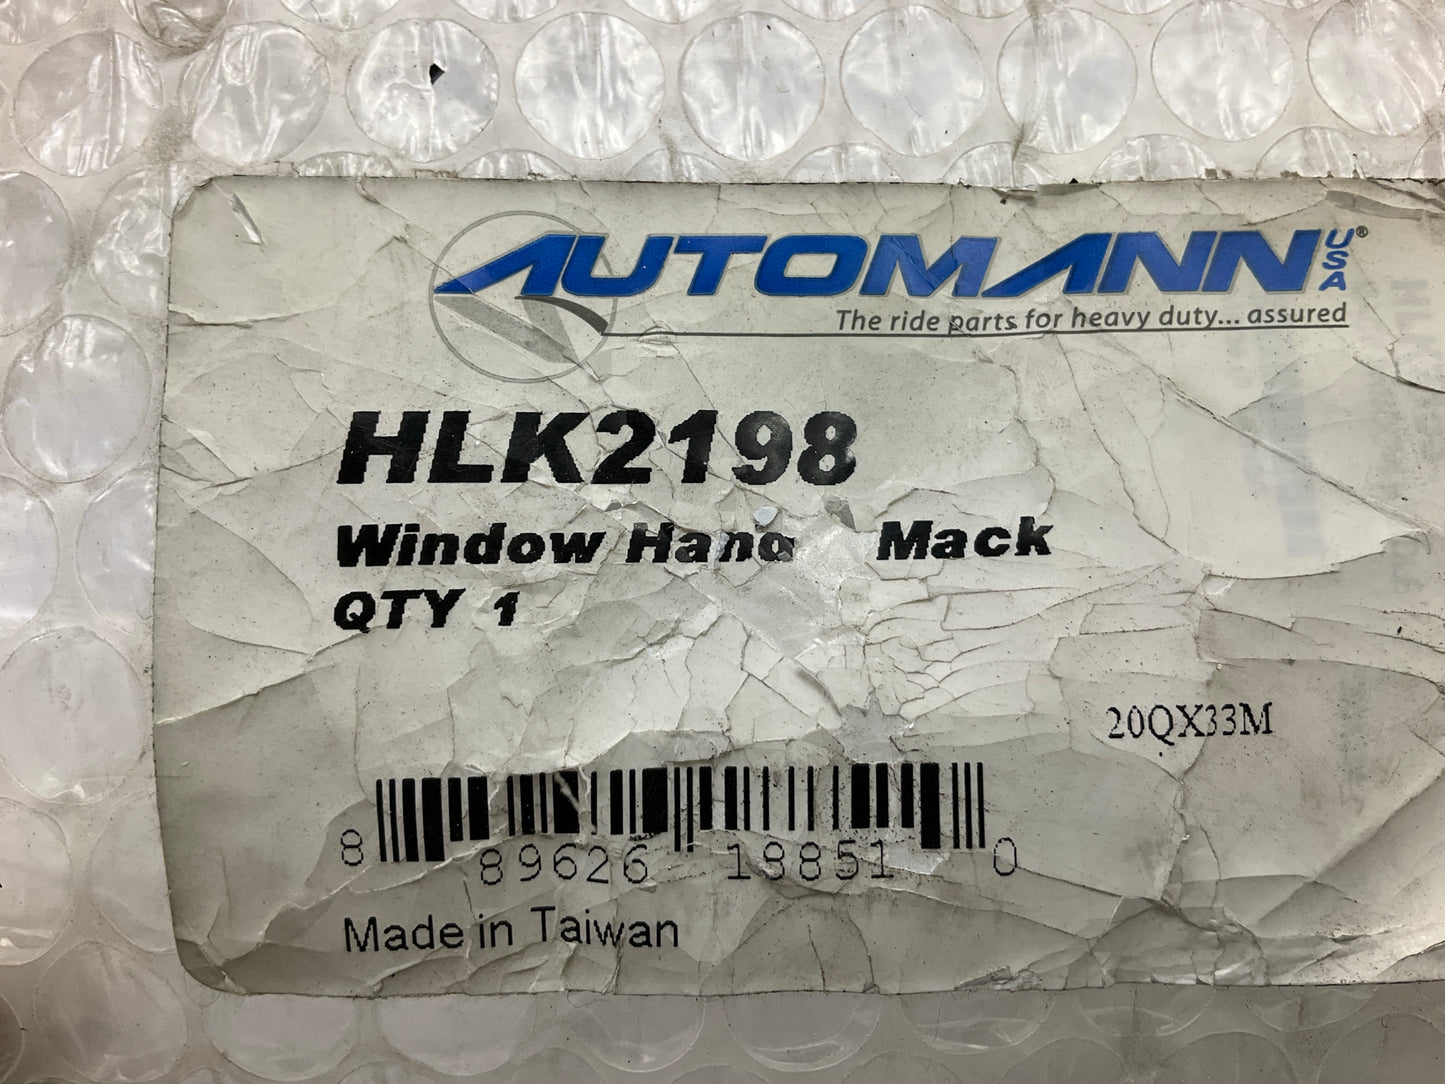 AUTOMANN USA®
The ride parts for heavy duty... assured
HLK2198
Window Mack
QTY 1
20QX33M
8 89626 18851 0
Made in Taiwan